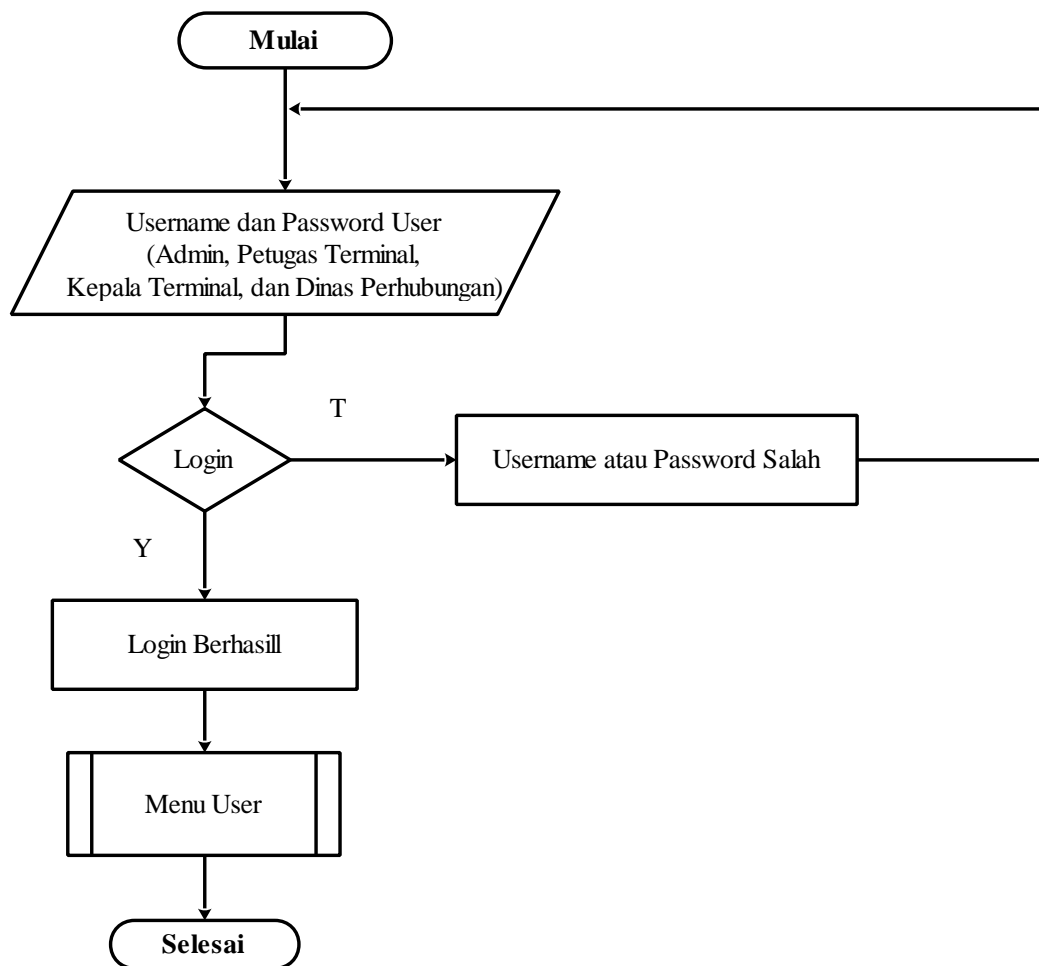 Mulai
Username dan Password User
(Admin, Petugas Terminal,
Kepala Terminal, dan Dinas Perhubungan)
T
Login
Username atau Password Salah
Y
Login Berhasill
Menu User
Selesai